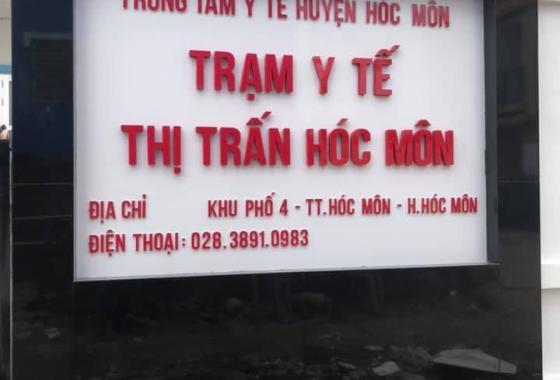 TRUNG TÂM Y TẾ HUYỆN HÓC MÔN
TRẠM Y TẾ
THỊ TRẤN HÓC MÔN
ĐỊA CHỈ KHU PHỐ 4 - TT.HÓC MÔN - H.HÓC MÔN
ĐIỆN THOẠI: 028.3891.0983